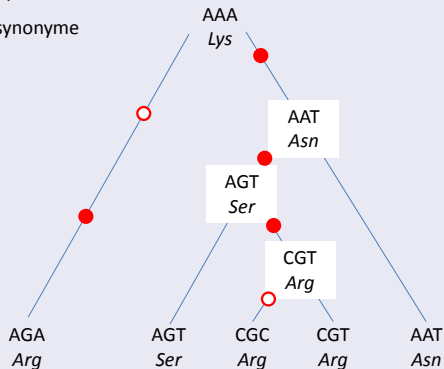 synonyme
AAA
Lys
AAT
Asn
AGT
Ser
CGT
Arg
AGA
Arg
AGT
Ser
CGC
Arg
CGT
Arg
AAT
Asn